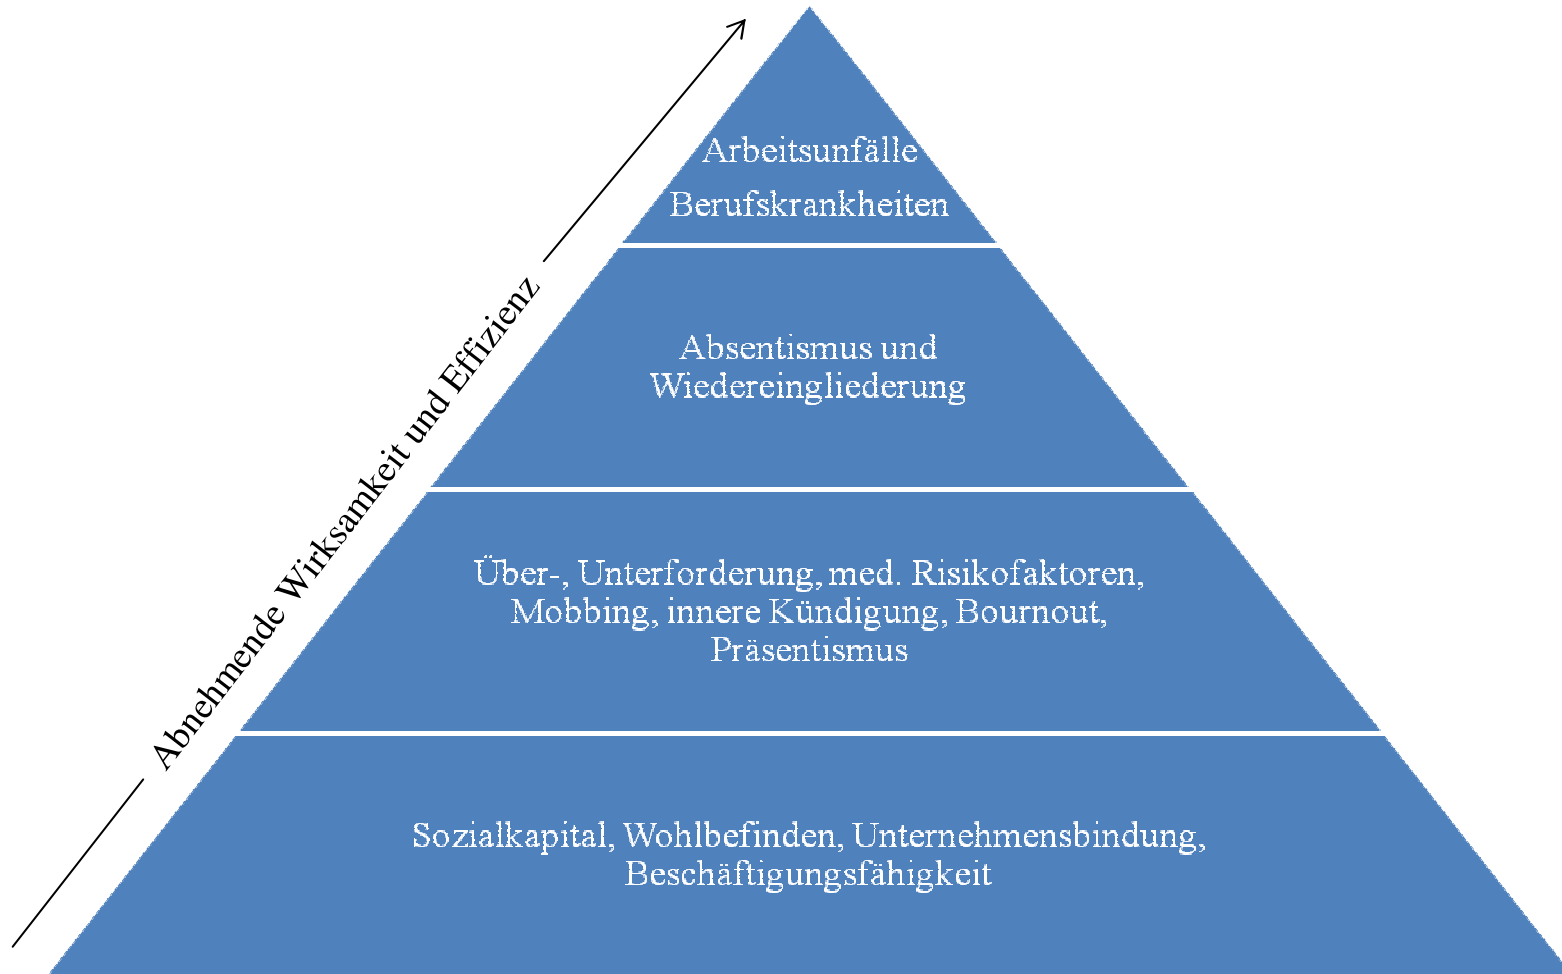 Arbeitsunfälle
Berufskrankheiten
Absentismus und
Wiedereingliederung
Über-, Unterforderung, med. Risikofaktoren,
Mobbing, innere Kündigung, Bournout,
Präsentismus
Sozialkapital, Wohlbefinden, Unternehmensbindung,
Beschäftigungsfähigkeit
Abnehmende Wirksamkeit und Effizienz